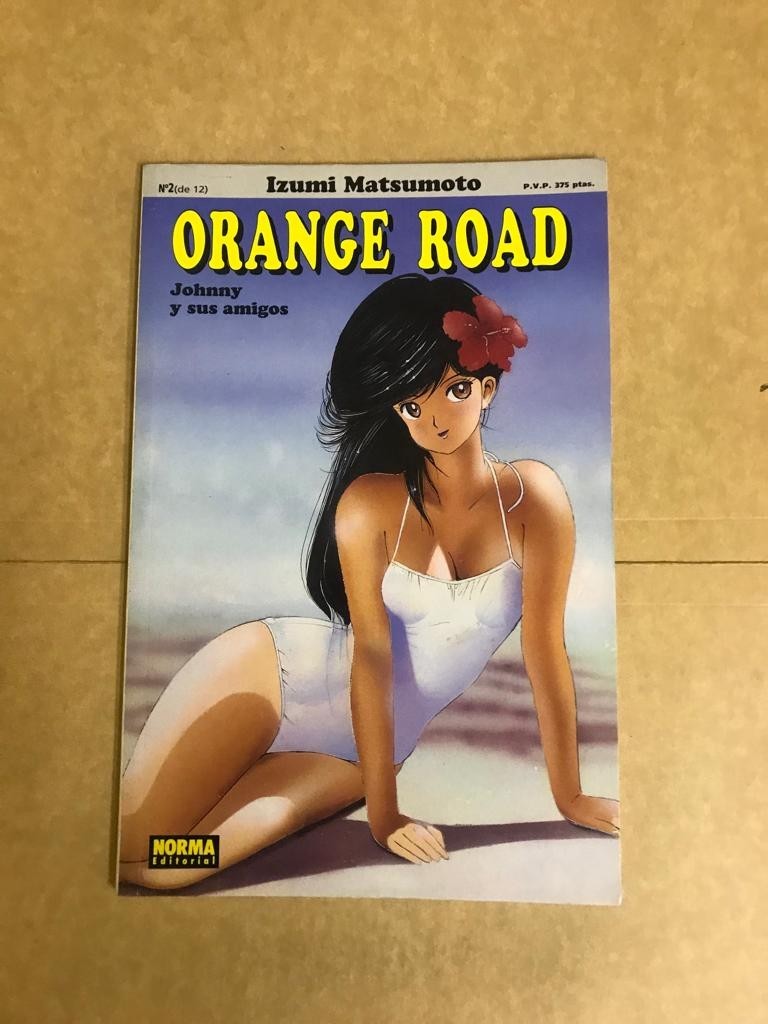 Nº2(de 12) Izumi Matsumoto P.V.P. 375 ptas.
ORANGE ROAD
Johnny
y sus amigos
NORMA
Editorial